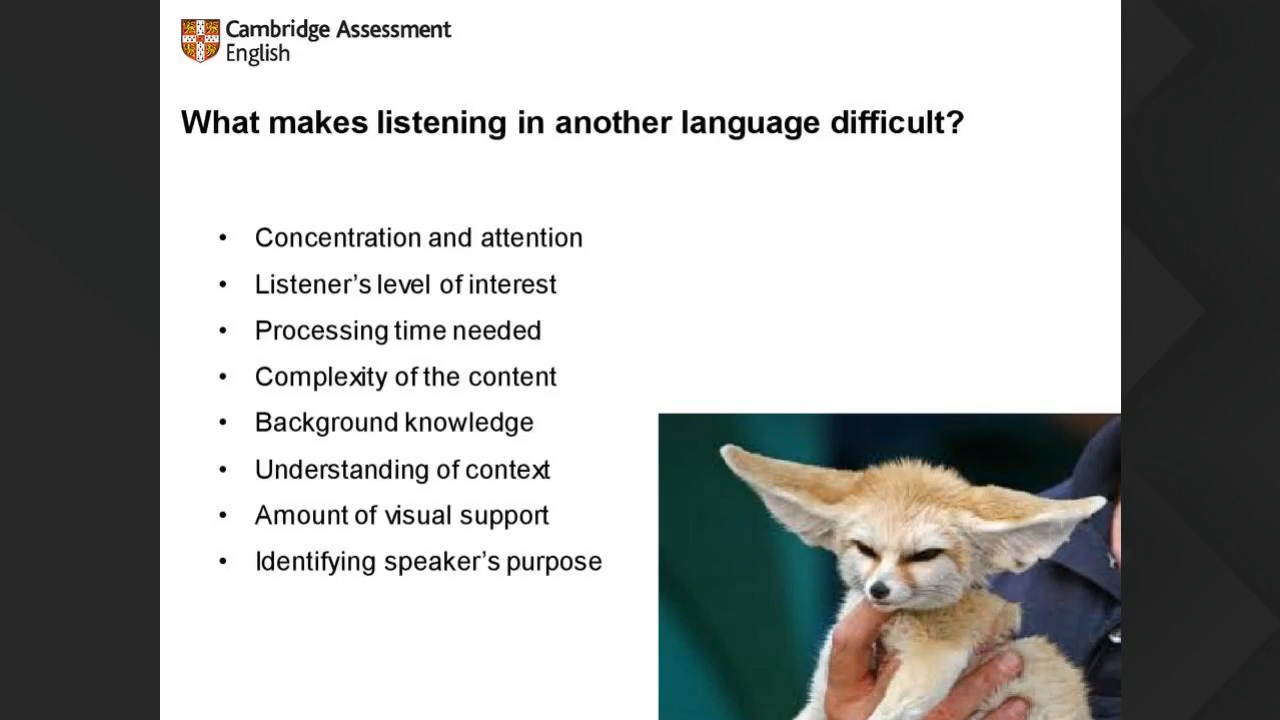 Cambridge Assessment
English
What makes listening in another language difficult?
• Concentration and attention
• Listener’s level of interest
• Processing time needed
• Complexity of the content
• Background knowledge
• Understanding of context
• Amount of visual support
• Identifying speaker’s purpose